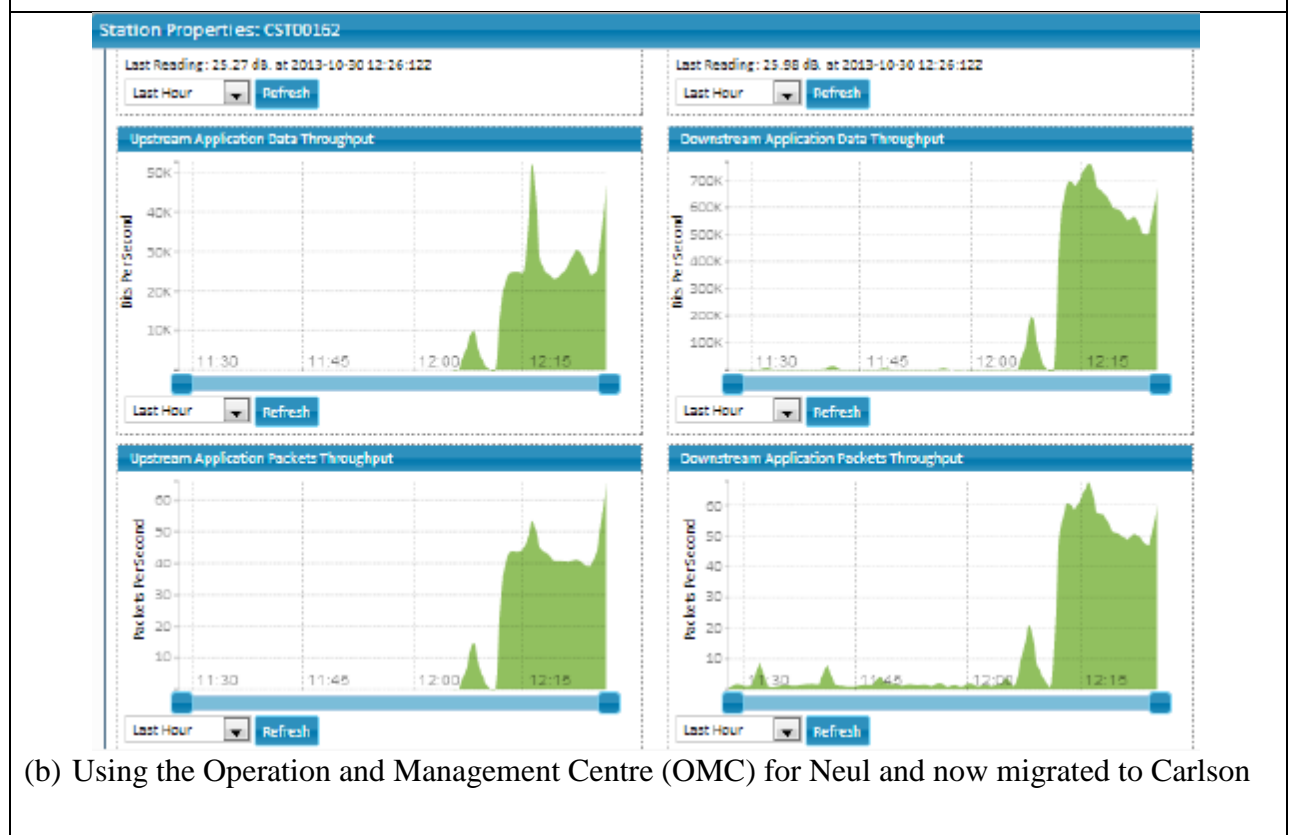 Station Properties: CST00162
Last Reading: 25.27 dB. at 2013-10-30 12:26:12Z
Last Reading: 25.98 dB. at 2013-10-30 12:26:12Z
Last Hour Refresh
Last Hour Refresh
Upstream Application Data Throughput
Downstream Application Data Throughput
Bits Per Second
50K
40K
30K
20K
10K
11:30 11:45 12:00 12:15
Bits Per Second
700K
600K
500K
400K
300K
200K
100K
11:30 11:45 12:00 12:15
Last Hour Refresh
Last Hour Refresh
Upstream Application Packets Throughput
Downstream Application Packets Throughput
Packets Per Second
60
50
40
30
20
10
11:30 11:45 12:00 12:15
Packets Per Second
60
50
40
30
20
10
11:30 11:45 12:00 12:15
Last Hour Refresh
Last Hour Refresh
(b) Using the Operation and Management Centre (OMC) for Neul and now migrated to Carlson